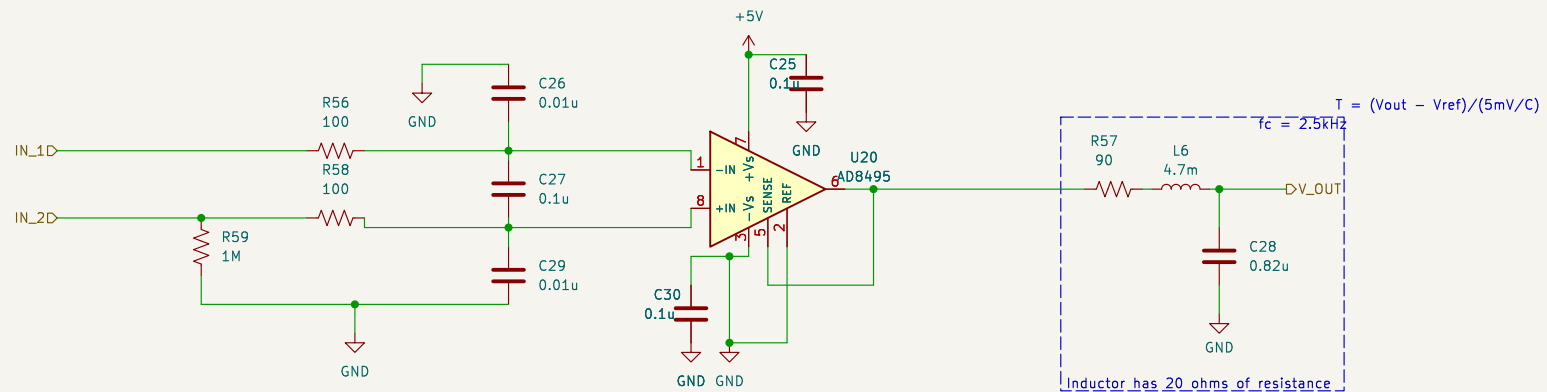 +5V
C25
0.1u
GND
C26
0.01u
GND
R56
100
IN_1
R58
100
C27
0.1u
IN_2
R59
1M
C29
0.01u
GND
U20
AD8495
1
-IN
8
+IN
7
+Vs
-Vs
3
SENSE
5
REF
2
6
C30
0.1u
GND
GND
T = (Vout - Vref)/(5mV/C)
fc = 2.5kHz
R57
90
L6
4.7m
V_OUT
C28
0.82u
GND
Inductor has 20 ohms of resistance